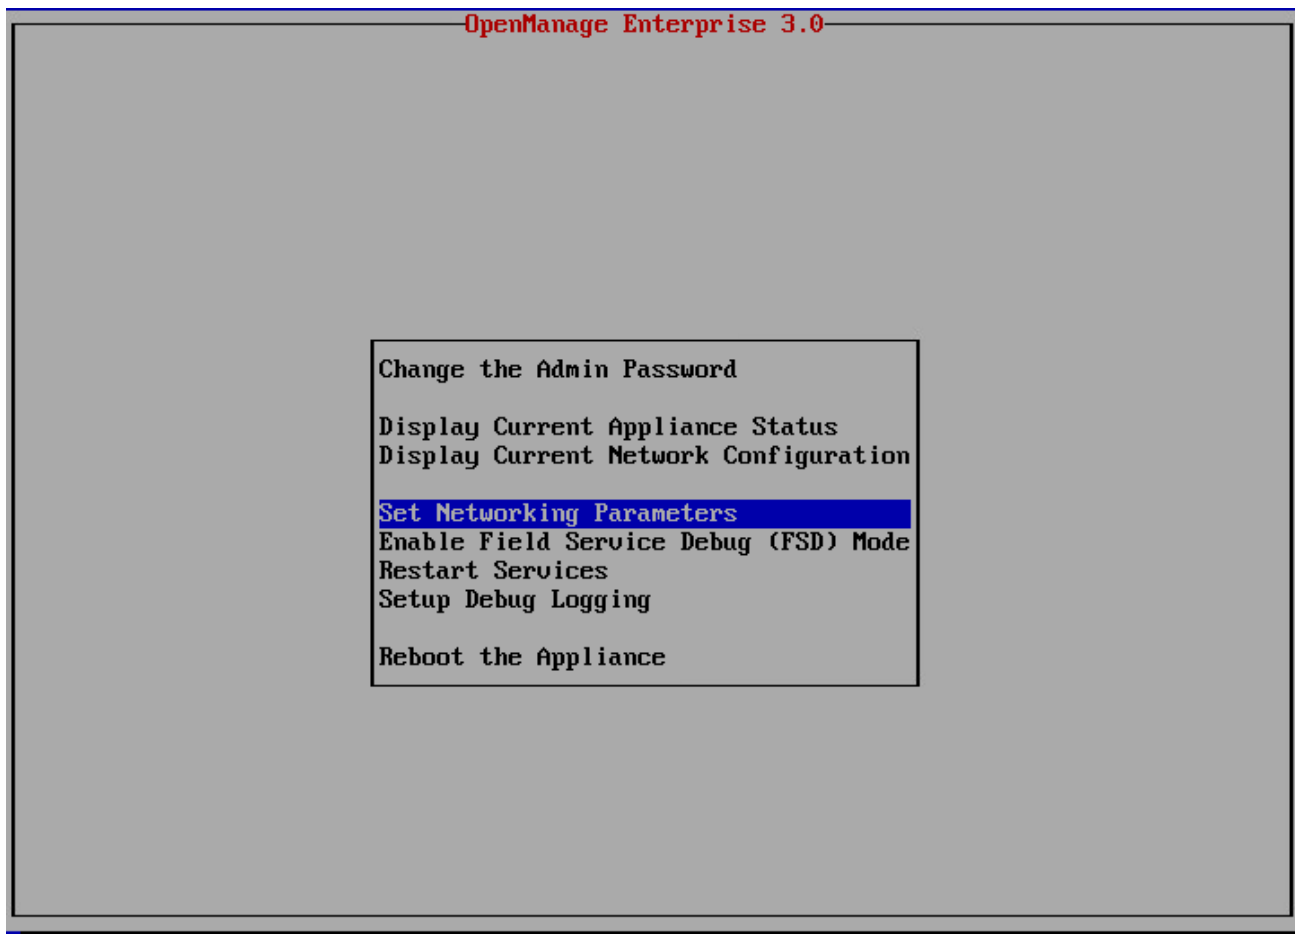 OpenManage Enterprise 3.0
Change the Admin Password
Display Current Appliance Status
Display Current Network Configuration
Set Networking Parameters
Enable Field Service Debug (FSD) Mode
Restart Services
Setup Debug Logging
Reboot the Appliance